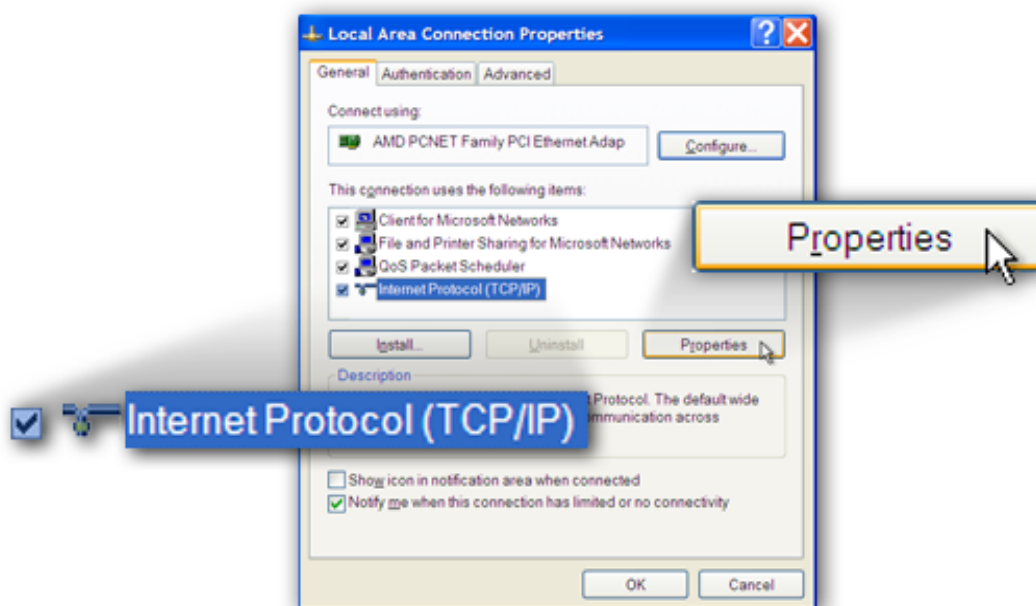 Local Area Connection Properties
General Authentication Advanced
Connect using:
AMD PCNET Family PCI Ethernet Adap
Configure...
This connection uses the following items:
Client for Microsoft Networks
File and Printer Sharing for Microsoft Networks
QoS Packet Scheduler
Internet Protocol (TCP/IP)
Properties
Install...
Uninstall
Properties
Description
Protocol. The default wide
Internet Protocol (TCP/IP)
across
Show icon in notification area when connected
Notify me when this connection has limited or no connectivity
OK
Cancel